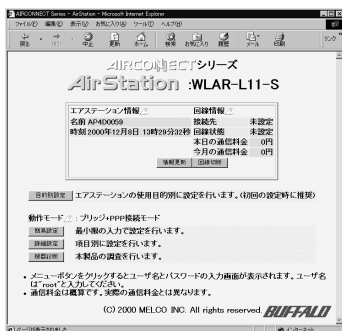 AIRCONNECT Series - AirStation - Microsoft Internet Explorer
ファイル(F) 編集(E) 表示(V) お気に入り(A) ツール(T) ヘルプ(H)
戻る 中止 更新 ホーム 検索 お気に入り 履歴 メール 印刷
AIRCONNECTシリーズ
AirStation :WLAR-L11-S
エアステーション情報 回線情報
名前 AP4D0059 接続先 未設定
時刻 2000年12月8日 13時29分32秒 回線状態 未設定
本日の通信料金 0円
今月の通信料金 0円
情報更新 回線切断
目的別設定 エアステーションの使用目的別に設定を行います。(初回の設定時に推奨)
動作モード : ブリッジ+PPP接続モード
簡易設定 最小限の入力で設定を行います。
詳細設定 項目別に設定を行います。
機器診断 本製品の調査を行います。
• メニューボタンをクリックするとユーザ名とパスワードの入力画面が表示されます。ユーザ名
は"root"と入力してください。
• 通信料金は概算です。実際の通信料金とは異なります。
(C) 2000 MELCO INC. All rights reserved. BUFFALO
ページが表示されました インターネット